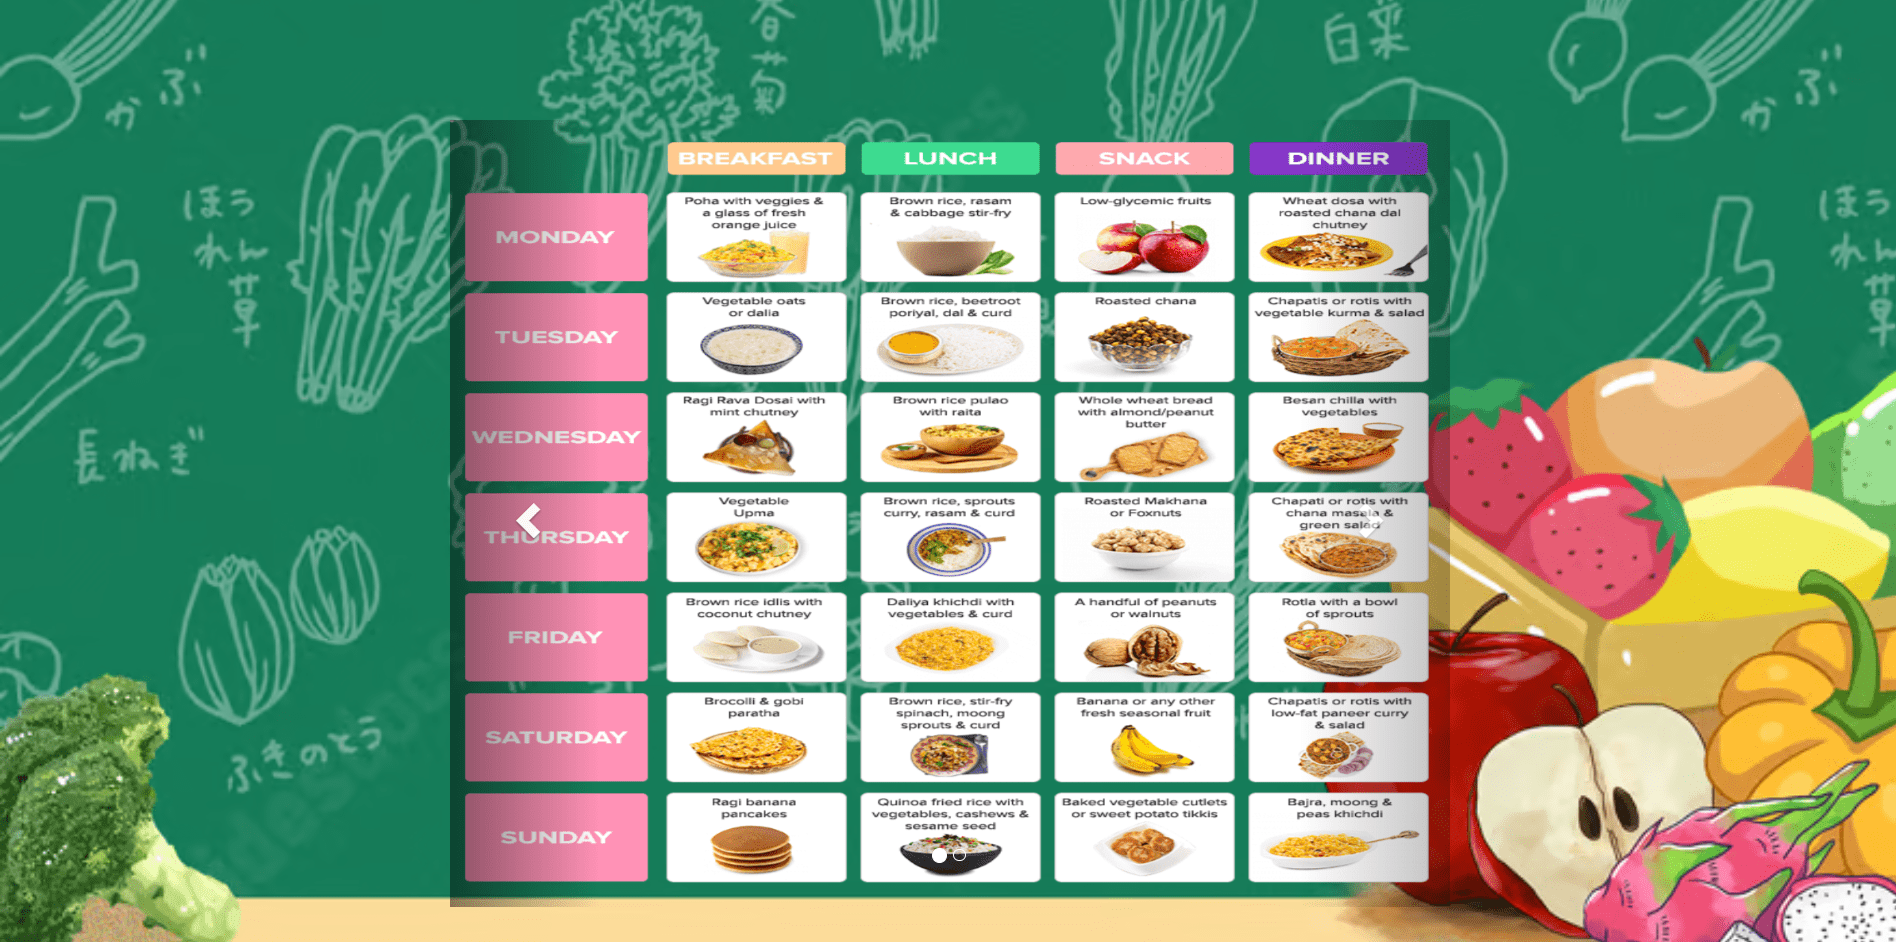 春菊
白菜
かぶ
かぶ
ほうれん草
ほう
れん
草
長ねぎ
ふきのとう
BREAKFAST
LUNCH
SNACK
DINNER
MONDAY
Poha with veggies &
a glass of fresh
orange juice
Brown rice, rasam
& cabbage stir-fry
Low-glycemic fruits
Wheat dosa with
roasted chana dal
chutney
TUESDAY
Vegetable oats
or dalia
Brown rice, beetroot
poriyal, dal & curd
Roasted chana
Chapatis or rotis with
vegetable kurma & salad
WEDNESDAY
Ragi Rava Dosai with
mint chutney
Brown rice pulao
with raita
Whole wheat bread
with almond/peanut
butter
Besan chilla with
vegetables
THURSDAY
Vegetable
Upma
Brown rice, sprouts
curry, rasam & curd
Roasted Makhana
or Foxnuts
Chapati or rotis with
chana masala &
green salad
FRIDAY
Brown rice idlis with
coconut chutney
Daliya khichdi with
vegetables & curd
A handful of peanuts
or walnuts
Rotla with a bowl
of sprouts
SATURDAY
Brocolli & gobi
paratha
Brown rice, stir-fry
spinach, moong
sprouts & curd
Banana or any other
fresh seasonal fruit
Chapatis or rotis with
low-fat paneer curry
& salad
SUNDAY
Ragi banana
pancakes
Quinoa fried rice with
vegetables, cashews &
sesame seed
Baked vegetable cutlets
or sweet potato tikkis
Bajra, moong &
peas khichdi